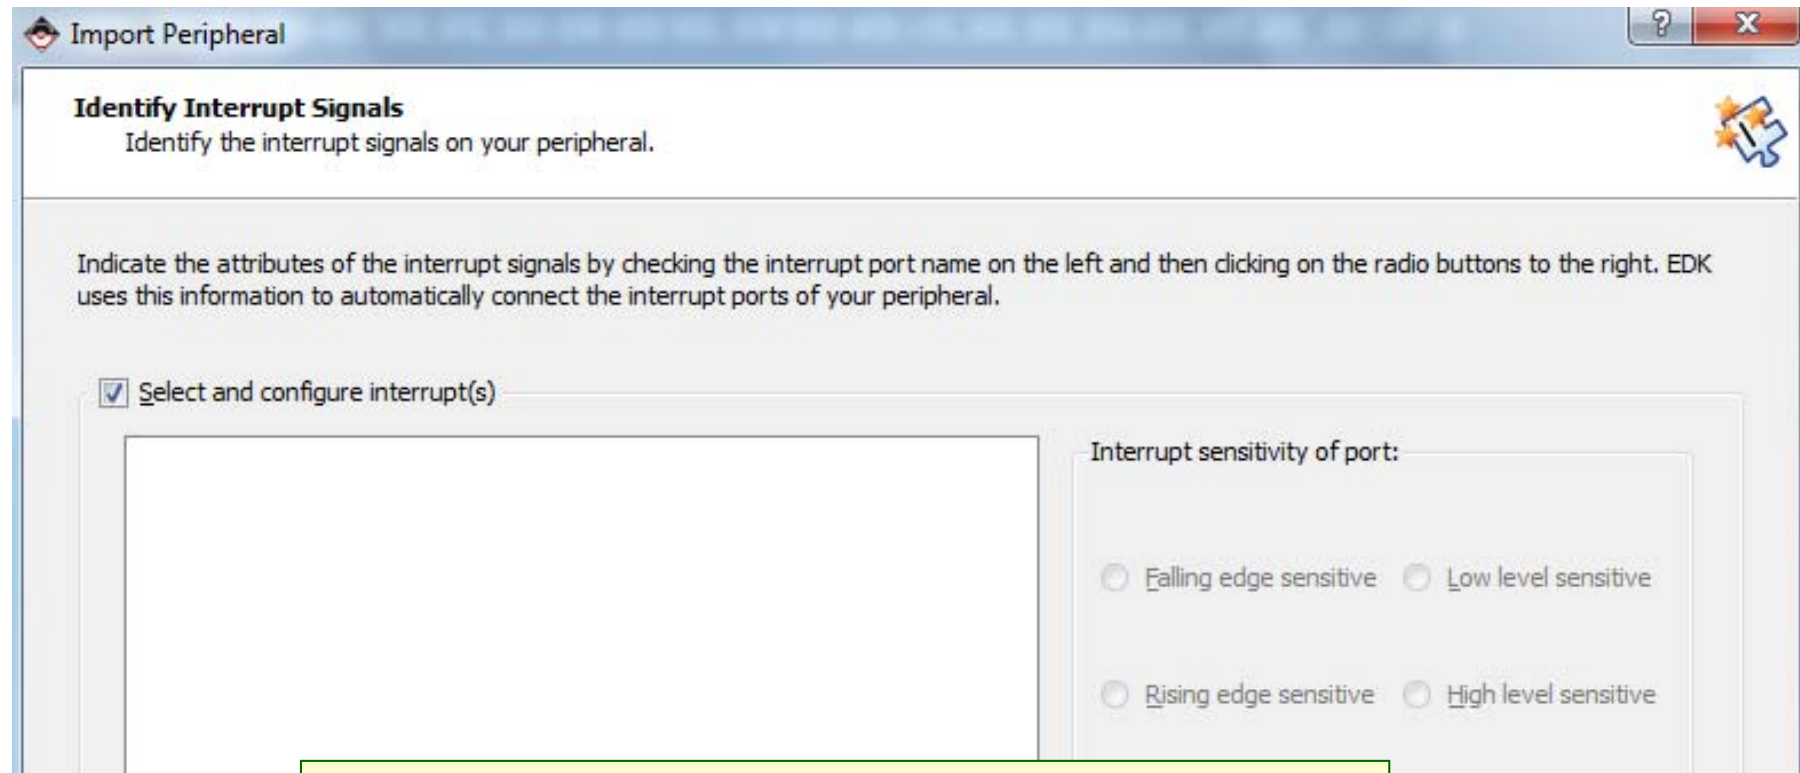 Import Peripheral
Identify Interrupt Signals
Identify the interrupt signals on your peripheral.
Indicate the attributes of the interrupt signals by checking the interrupt port name on the left and then clicking on the radio buttons to the right. EDK
uses this information to automatically connect the interrupt ports of your peripheral.
Select and configure interrupt(s)
Interrupt sensitivity of port:
Falling edge sensitive Low level sensitive
Rising edge sensitive High level sensitive